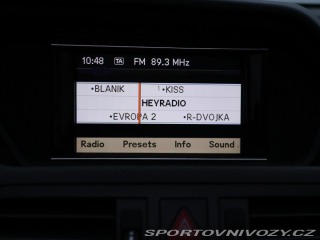 10:48 TA FM 89.3 MHz
•BLANIK ¹•KISS
HEYRADIO
•EVROPA 2 •R-DVOJKA
Radio Presets Info Sound
SPORTOVNIVOZY.CZ